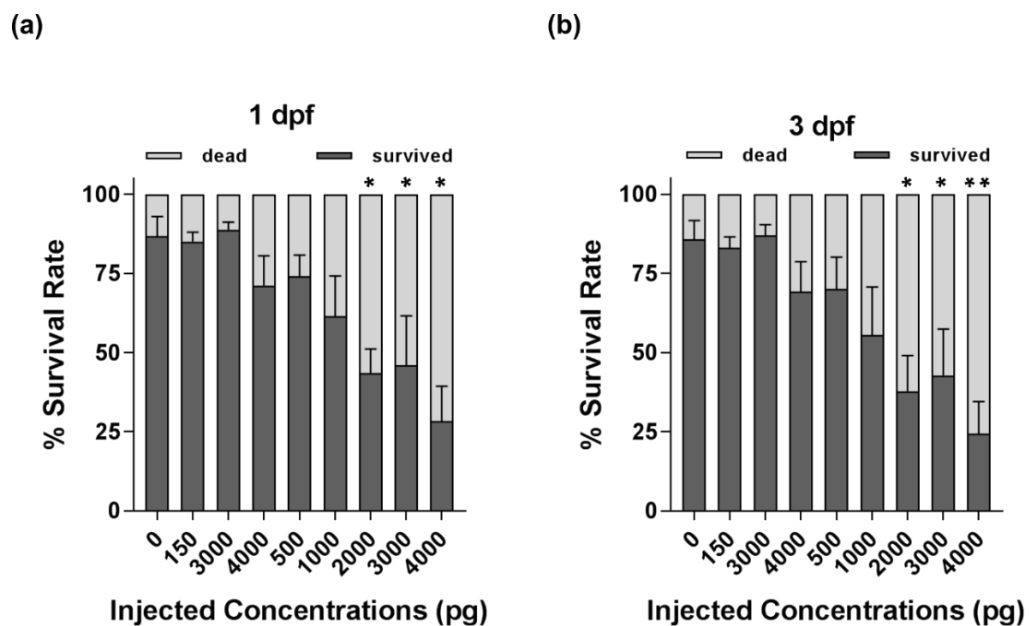 (a)
1 dpf
dead survived
* * *
% Survival Rate
100
75
50
25
0
0 150 3000 4000 500 1000 2000 3000 4000
Injected Concentrations (pg)
(b)
3 dpf
dead survived
* * **
% Survival Rate
100
75
50
25
0
0 150 3000 4000 500 1000 2000 3000 4000
Injected Concentrations (pg)